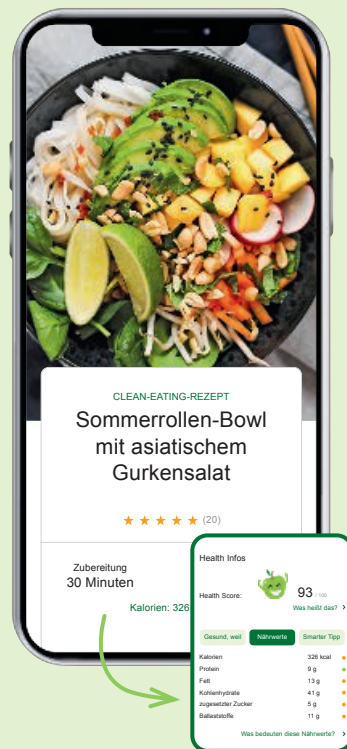 CLEAN-EATING-REZEPT
Sommerrollen-Bowl
mit asiatischem
Gurkensalat
(20)
Zubereitung
30 Minuten
Kalorien: 326
Health Infos
Health Score:
93 / 100
Was heißt das? >
Gesund, weil
Nährwerte
Smarter Tipp
Kalorien 326 kcal
Protein 9 g
Fett 13 g
Kohlenhydrate 41 g
zugesetzter Zucker 5 g
Ballaststoffe 11 g
Was bedeuten diese Nährwerte? >